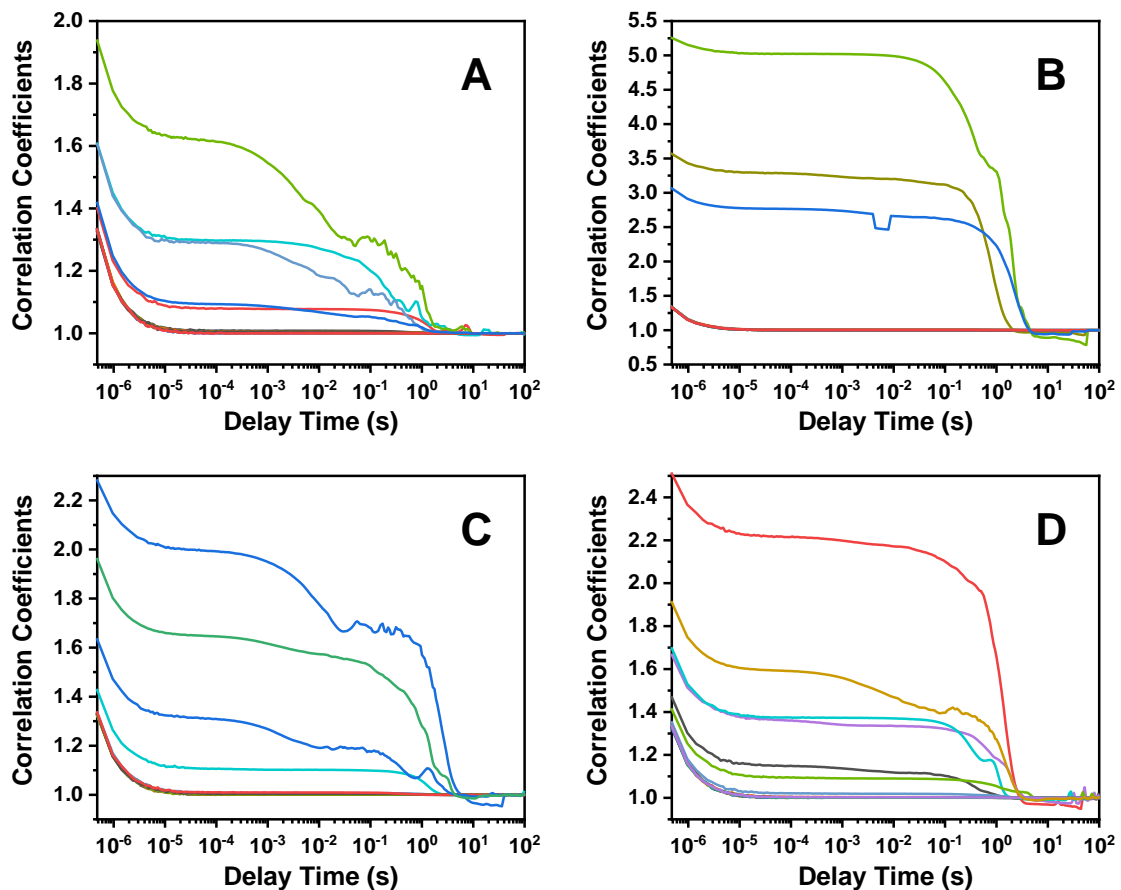 A
Correlation Coefficients
2.0
1.8
1.6
1.4
1.2
1.0
10⁻⁶ 10⁻⁵ 10⁻⁴ 10⁻³ 10⁻² 10⁻¹ 10⁰ 10¹ 10²
Delay Time (s)
B
Correlation Coefficients
5.5
5.0
4.5
4.0
3.5
3.0
2.5
2.0
1.5
1.0
0.5
10⁻⁶ 10⁻⁵ 10⁻⁴ 10⁻³ 10⁻² 10⁻¹ 10⁰ 10¹ 10²
Delay Time (s)
C
Correlation Coefficients
2.2
2.0
1.8
1.6
1.4
1.2
1.0
10⁻⁶ 10⁻⁵ 10⁻⁴ 10⁻³ 10⁻² 10⁻¹ 10⁰ 10¹ 10²
Delay Time (s)
D
Correlation Coefficients
2.4
2.2
2.0
1.8
1.6
1.4
1.2
1.0
10⁻⁶ 10⁻⁵ 10⁻⁴ 10⁻³ 10⁻² 10⁻¹ 10⁰ 10¹ 10²
Delay Time (s)